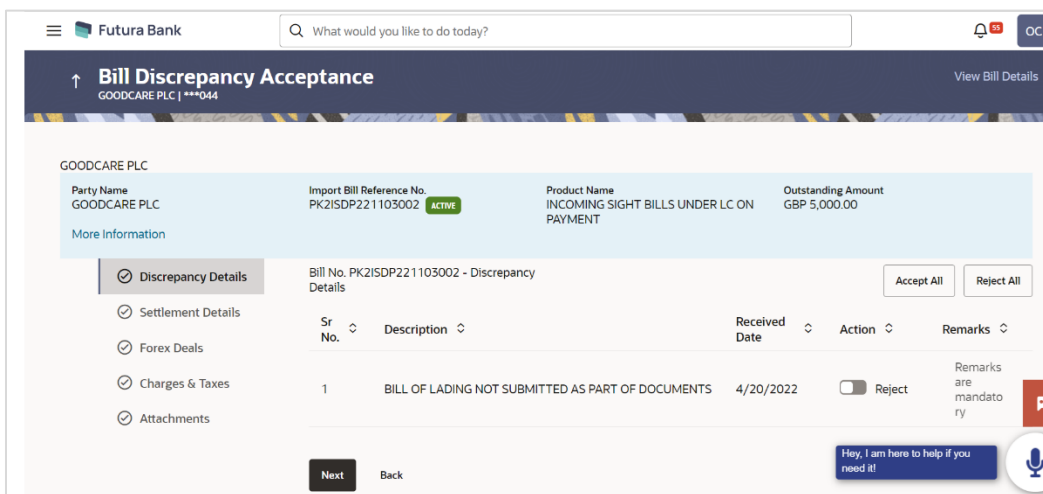 Futura Bank
What would you like to do today?
55
OC
Bill Discrepancy Acceptance
View Bill Details
GOODCARE PLC | ***044
GOODCARE PLC
Party Name
GOODCARE PLC
More Information
Import Bill Reference No.
PK2ISDP221103002 ACTIVE
Product Name
INCOMING SIGHT BILLS UNDER LC ON
PAYMENT
Outstanding Amount
GBP 5,000.00
Discrepancy Details
Settlement Details
Forex Deals
Charges & Taxes
Attachments
Bill No. PK2ISDP221103002 - Discrepancy
Details
Accept All
Reject All
Sr
No.
Description
Received
Date
Action
Remarks
1
BILL OF LADING NOT SUBMITTED AS PART OF DOCUMENTS
4/20/2022
Reject
Remarks
are
mandato
ry
Next
Back
Hey, I am here to help if you
need it!